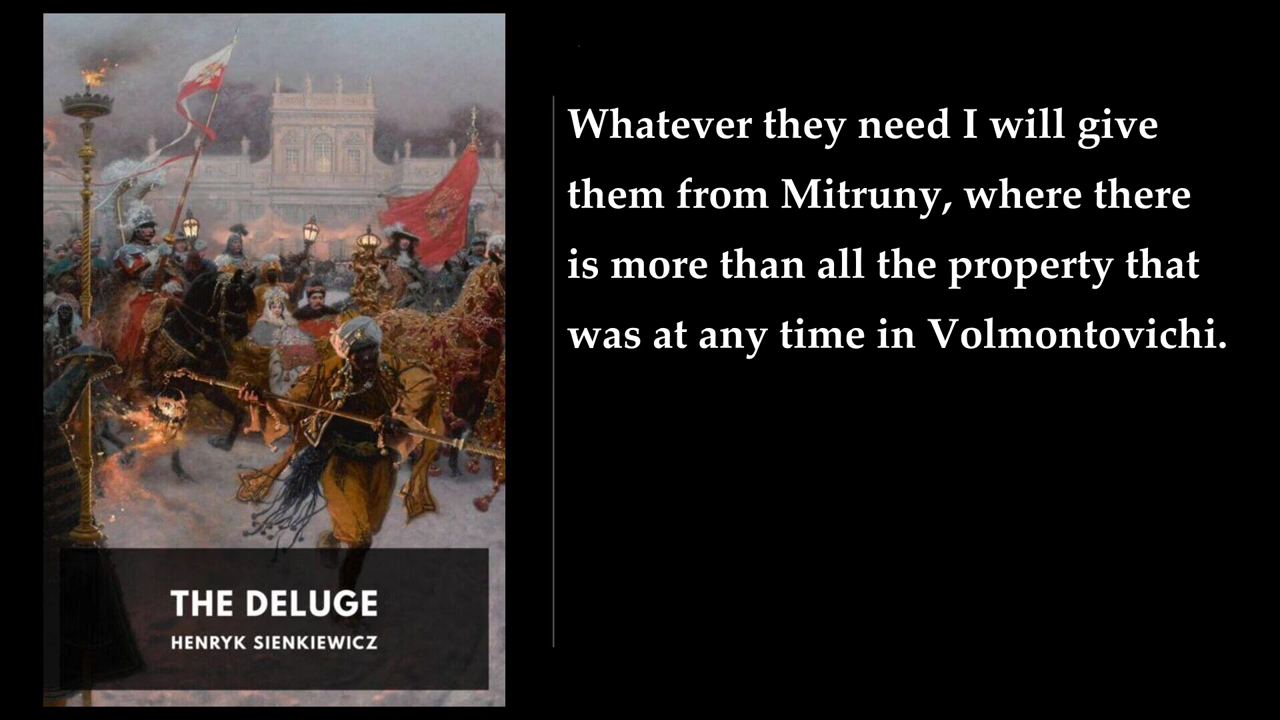 Whatever they need I will give
them from Mitruny, where there
is more than all the property that
was at any time in Volmontovichi.
THE DELUGE
HENRYK SIENKIEWICZ